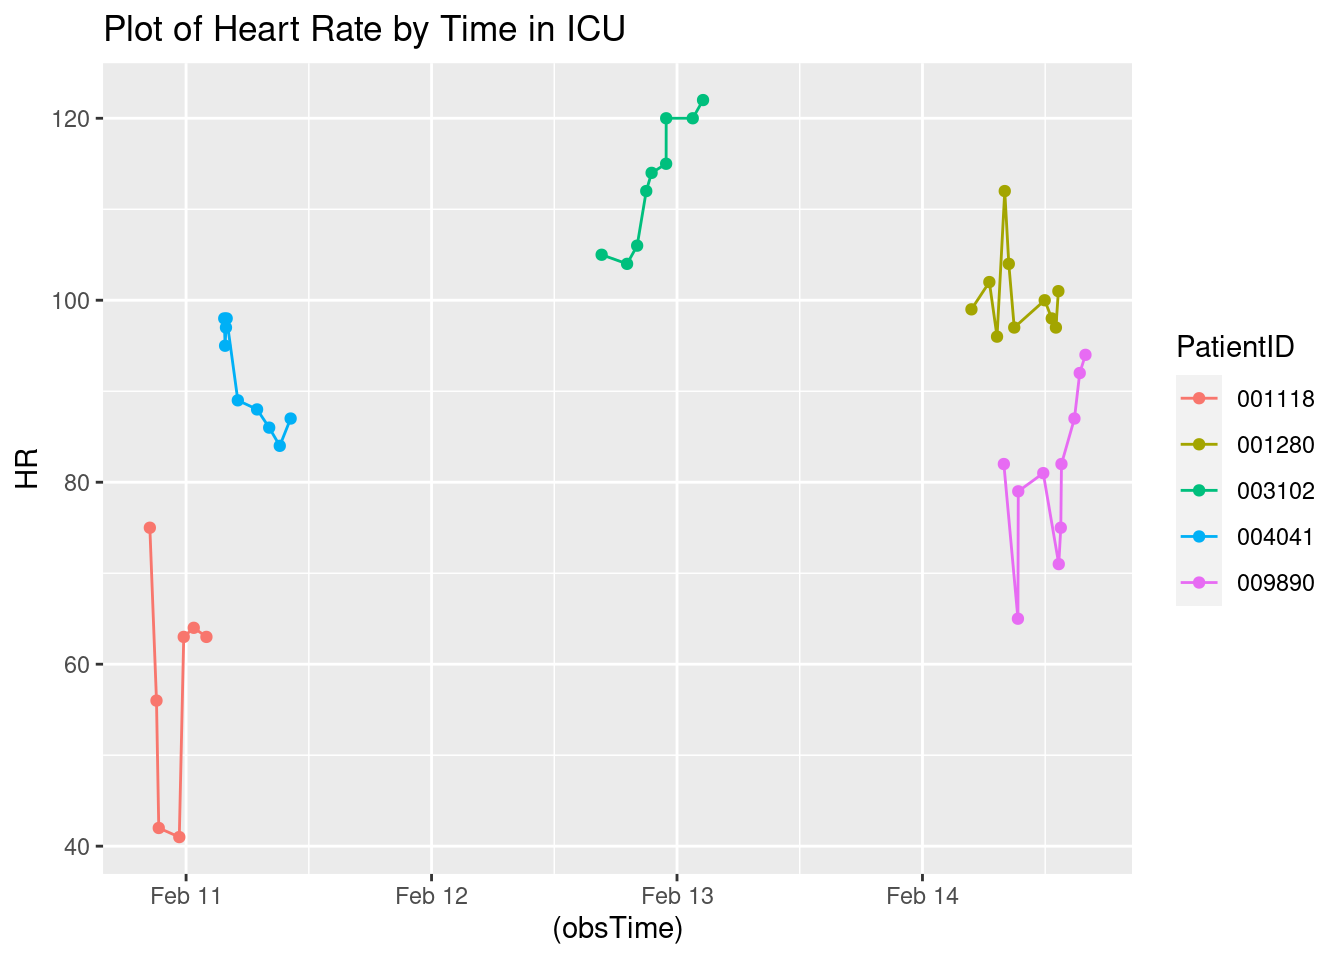 Plot of Heart Rate by Time in ICU
HR
120
100
80
60
40
Feb 11
Feb 12
Feb 13
Feb 14
(obsTime)
PatientID
001118
001280
003102
004041
009890